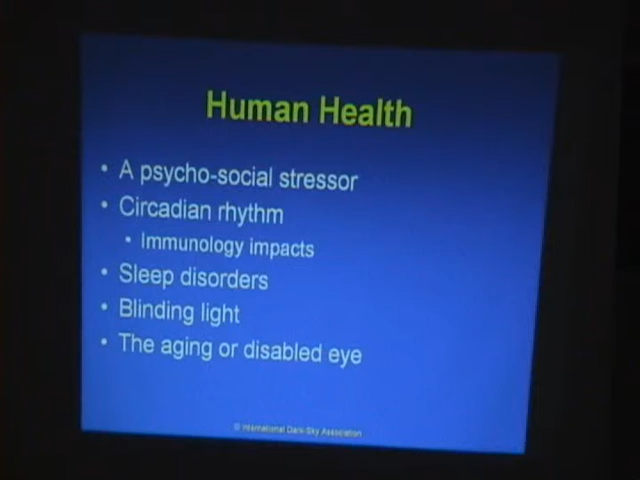 Human Health
• A psycho-social stressor
• Circadian rhythm
• Immunology impacts
• Sleep disorders
• Blinding light
• The aging or disabled eye
© International Dark-Sky Association